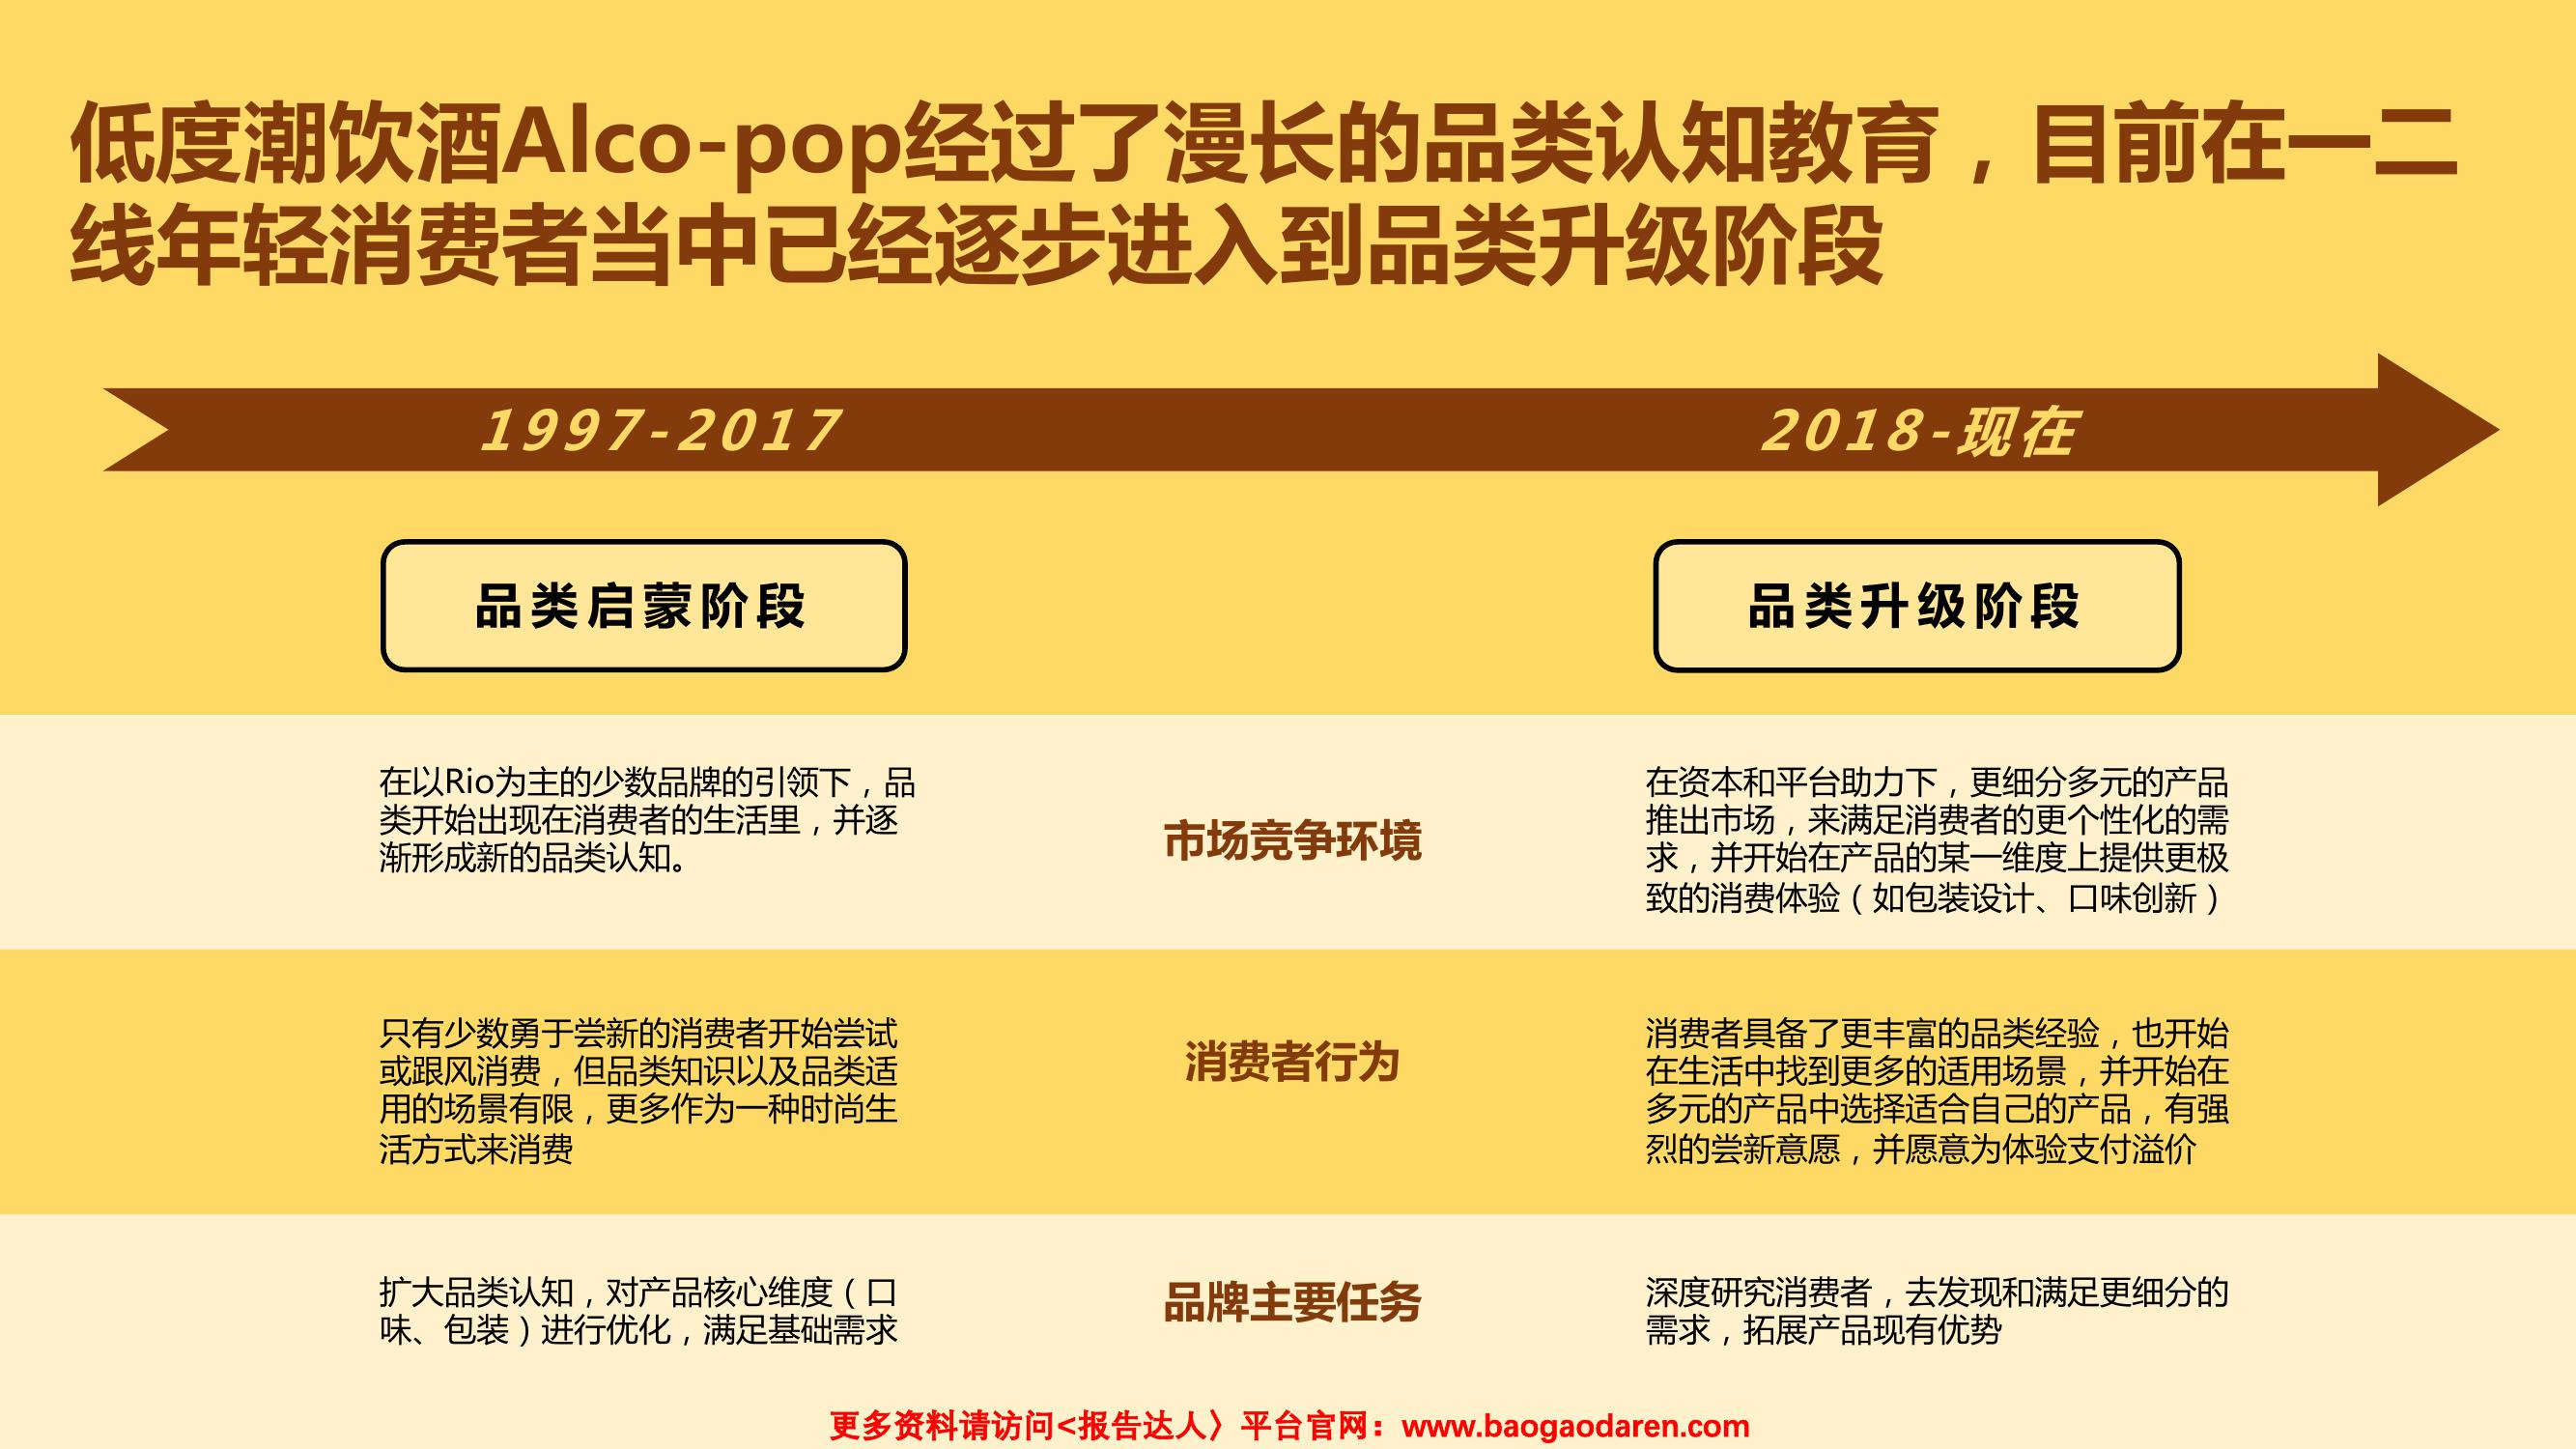 低度潮饮酒Alco-pop经过了漫长的品类认知教育，目前在一二
线年轻消费者当中已经逐步进入到品类升级阶段
1997-2017
2018-现在
品类启蒙阶段
品类升级阶段
在以Rio为主的少数品牌的引领下，品
类开始出现在消费者的生活里，并逐
渐形成新的品类认知。
市场竞争环境
在资本和平台助力下，更细分多元的产品
推出市场，来满足消费者的更个性化的需
求，并开始在产品的某一维度上提供更极
致的消费体验（如包装设计、口味创新）
只有少数勇于尝新的消费者开始尝试
或跟风消费，但品类知识以及品类适
用的场景有限，更多作为一种时尚生
活方式来消费
消费者行为
消费者具备了更丰富的品类经验，也开始
在生活中找到更多的适用场景，并开始在
多元的产品中选择适合自己的产品，有强
烈的尝新意愿，并愿意为体验支付溢价
扩大品类认知，对产品核心维度（口
味、包装）进行优化，满足基础需求
品牌主要任务
深度研究消费者，去发现和满足更细分的
需求，拓展产品现有优势
更多资料请访问<报告达人〉平台官网：www.baogaodaren.com